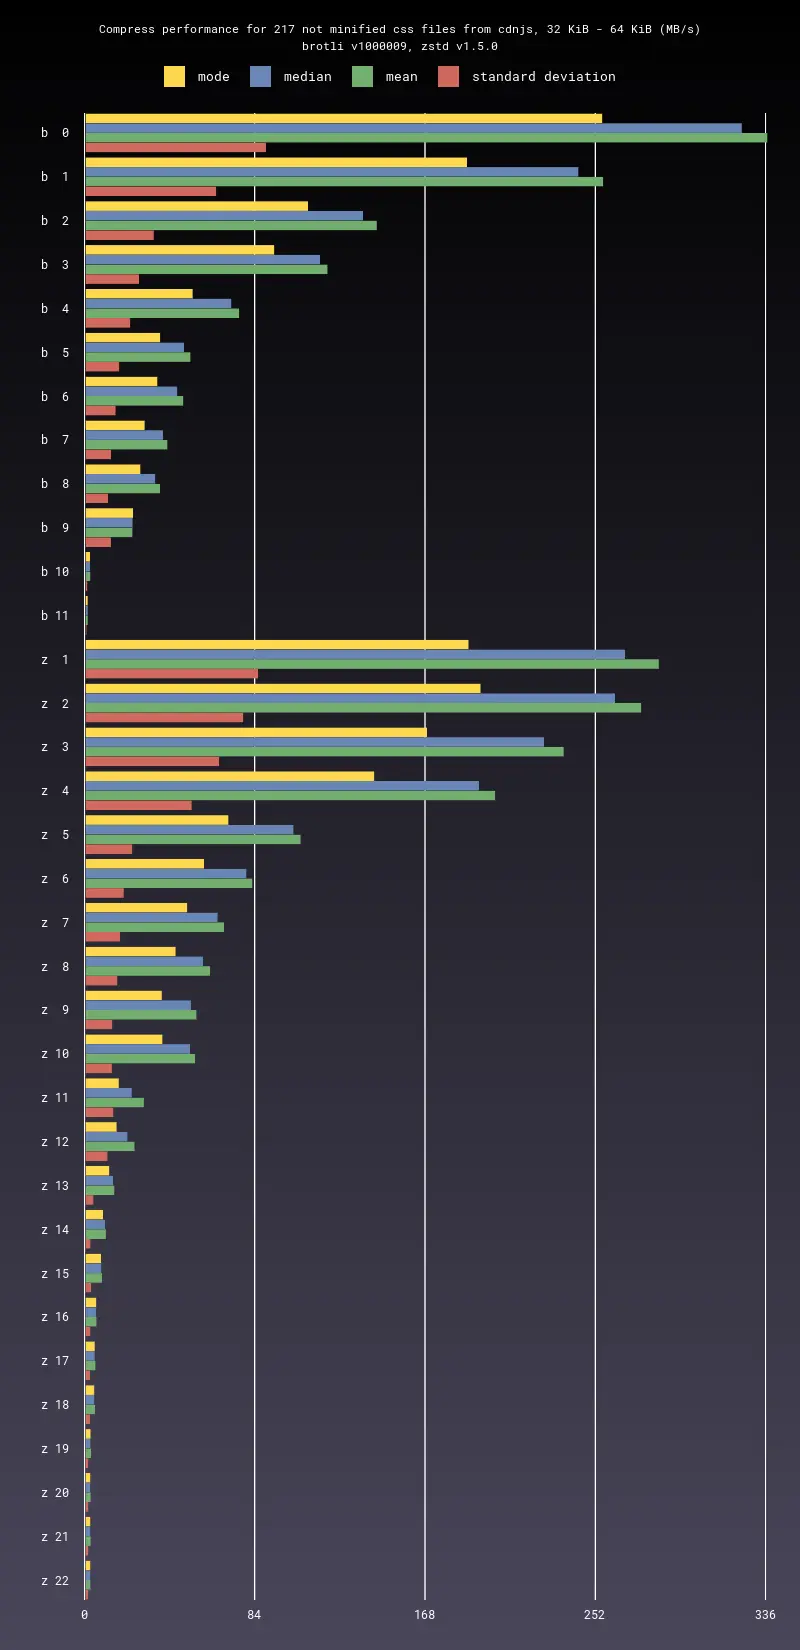 Compress performance for 217 not minified css files from cdnjs, 32 KiB - 64 KiB (MB/s)
brotli v1000009, zstd v1.5.0
mode median mean standard deviation
b 0
b 1
b 2
b 3
b 4
b 5
b 6
b 7
b 8
b 9
b 10
b 11
z 1
z 2
z 3
z 4
z 5
z 6
z 7
z 8
z 9
z 10
z 11
z 12
z 13
z 14
z 15
z 16
z 17
z 18
z 19
z 20
z 21
z 22
0 84 168 252 336